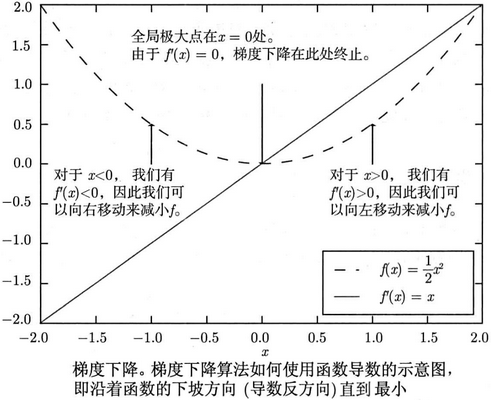 全局极大点在x = 0处。
由于 f′(x) = 0，梯度下降在此处终止。
对于 x<0， 我们有
f′(x)<0，因此我们可
以向右移动来减小f。
对于 x>0， 我们有
f′(x)>0，因此我们可
以向左移动来减小f。
2.0
1.5
1.0
0.5
0.0
−0.5
−1.0
−1.5
−2.0
f(x) = 1/2 x²
f′(x) = x
−2.0 −1.5 −1.0 −0.5 0.0 0.5 1.0 1.5 2.0
x
梯度下降。梯度下降算法如何使用函数导数的示意图，
即沿着函数的下坡方向 (导数反方向) 直到 最小